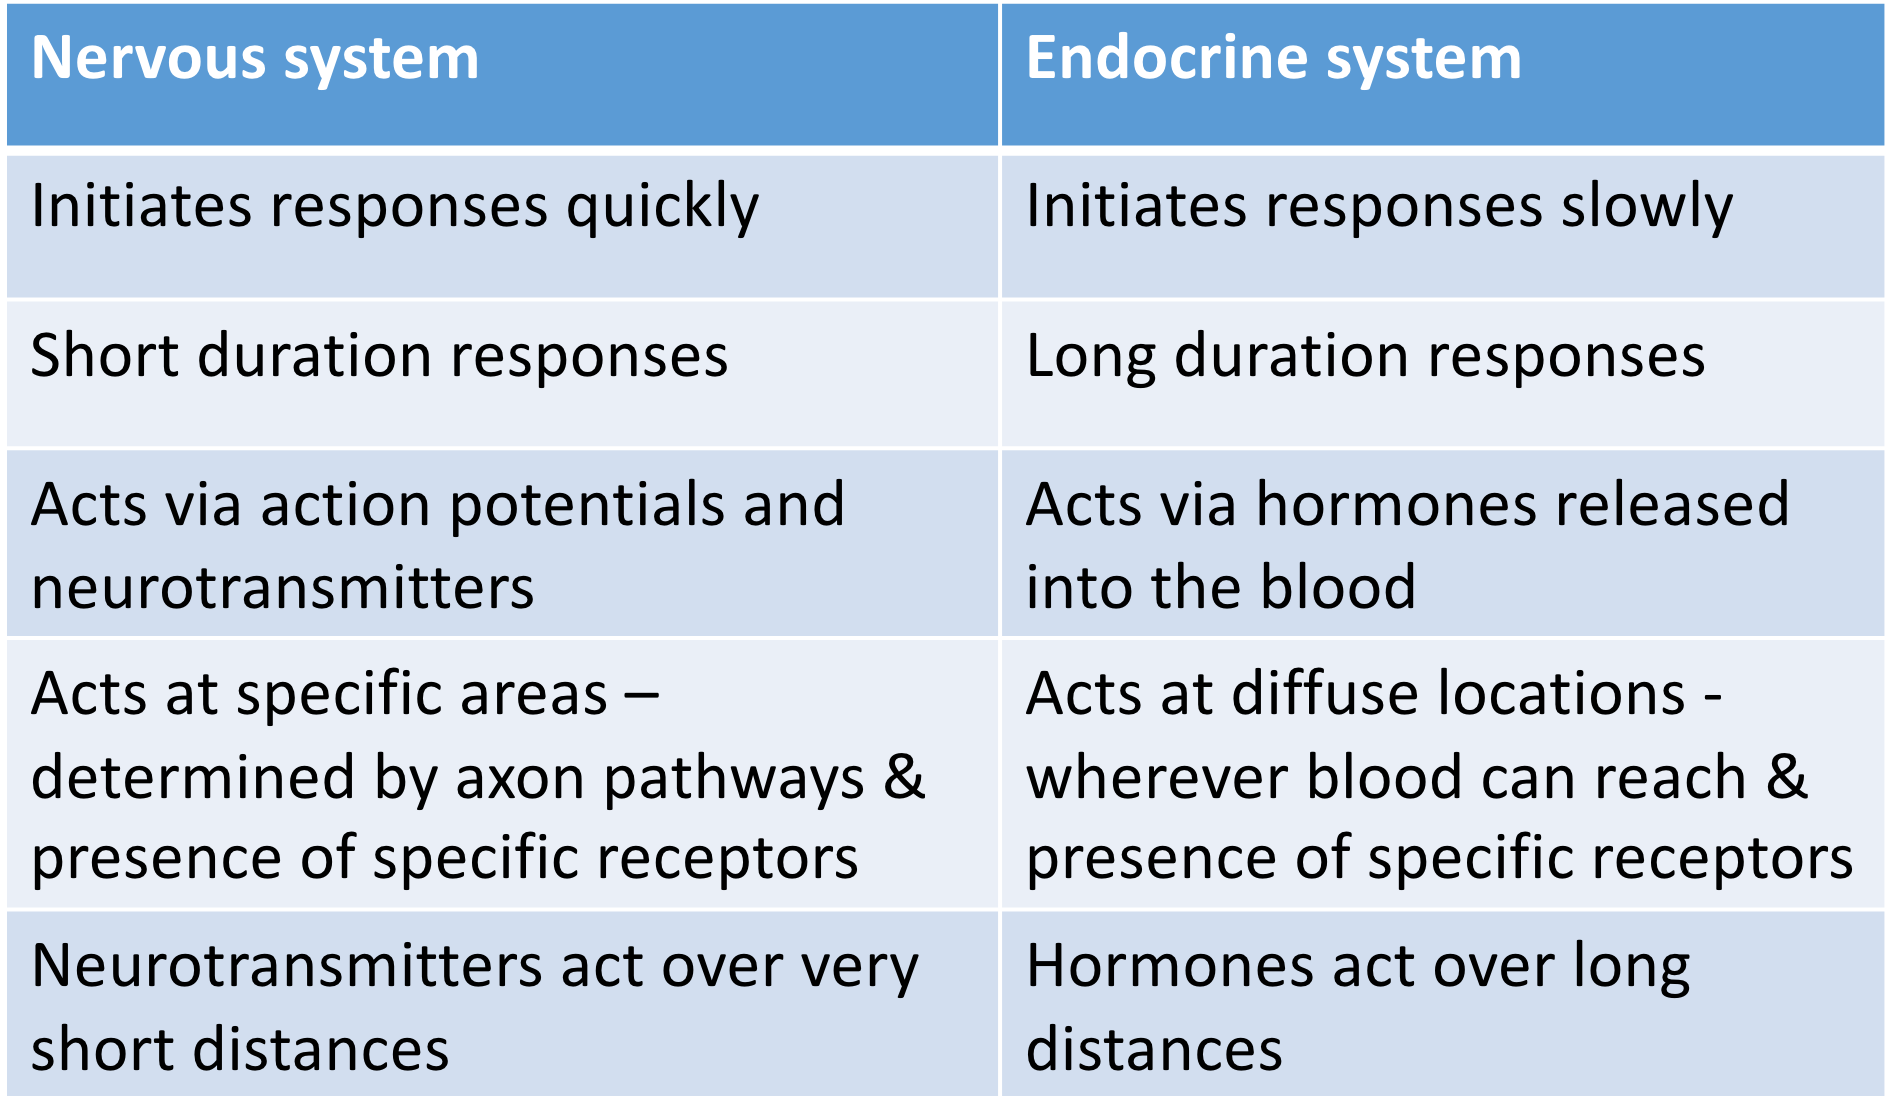 Nervous system
Endocrine system
Initiates responses quickly
Initiates responses slowly
Short duration responses
Long duration responses
Acts via action potentials and
neurotransmitters
Acts via hormones released
into the blood
Acts at specific areas –
determined by axon pathways &
presence of specific receptors
Acts at diffuse locations -
wherever blood can reach &
presence of specific receptors
Neurotransmitters act over very
short distances
Hormones act over long
distances